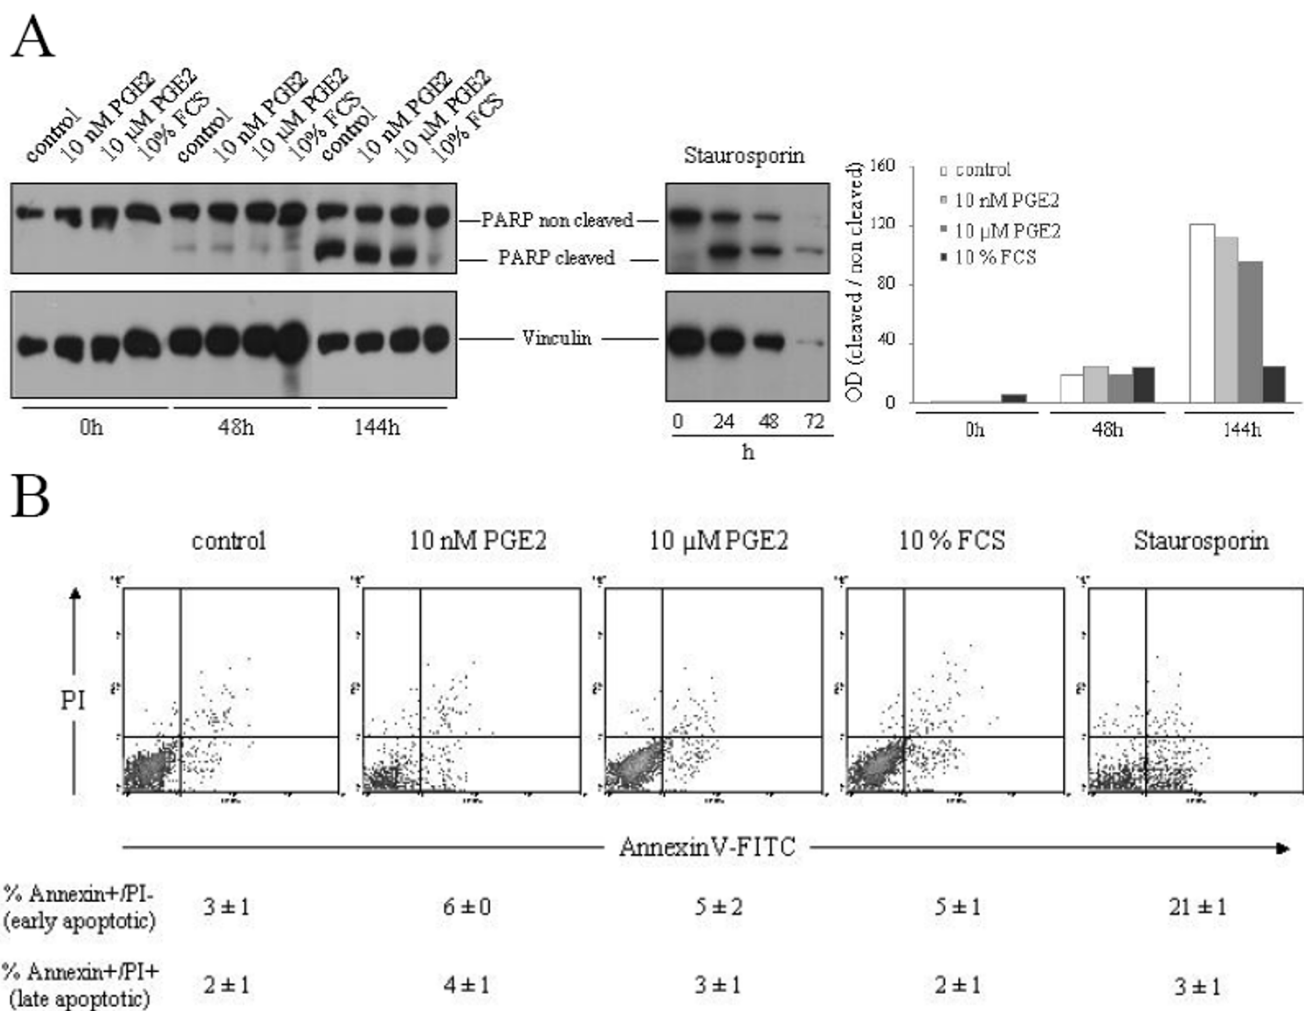 A
control
10 nM PGE2
10 µM PGE2
10% FCS
control
10 nM PGE2
10 µM PGE2
10% FCS
control
10 nM PGE2
10 µM PGE2
10% FCS
PARP non cleaved
PARP cleaved
Vinculin
0h
48h
144h
Staurosporin
0 24 48 72
h
OD (cleaved / non cleaved)
160
120
80
40
0
control
10 nM PGE2
10 µM PGE2
10 % FCS
0h
48h
144h
B
control 10 nM PGE2 10 µM PGE2 10 % FCS Staurosporin
PI
AnnexinV-FITC
% Annexin+/PI-
(early apoptotic)
3 ± 1 6 ± 0 5 ± 2 5 ± 1 21 ± 1
% Annexin+/PI+
(late apoptotic)
2 ± 1 4 ± 1 3 ± 1 2 ± 1 3 ± 1